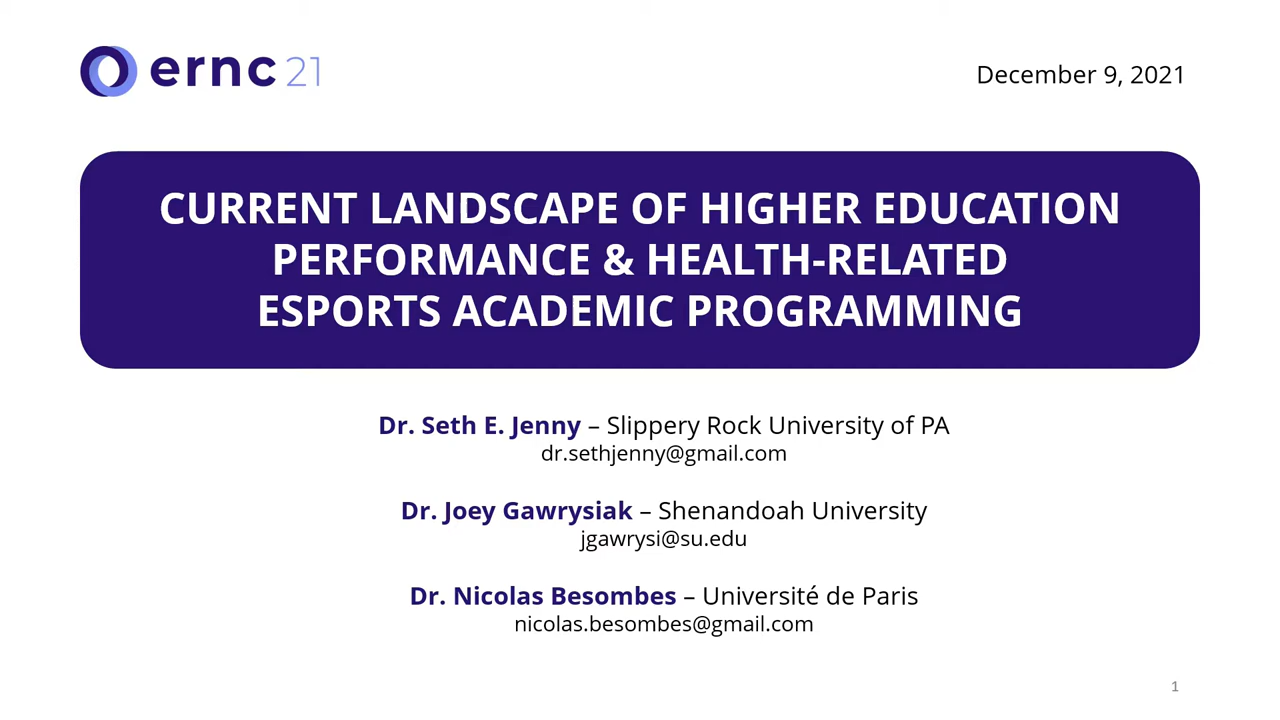 ernc 21
December 9, 2021
CURRENT LANDSCAPE OF HIGHER EDUCATION
PERFORMANCE & HEALTH-RELATED
ESPORTS ACADEMIC PROGRAMMING
Dr. Seth E. Jenny – Slippery Rock University of PA
dr.sethjenny@gmail.com
Dr. Joey Gawrysiak – Shenandoah University
jgawrysi@su.edu
Dr. Nicolas Besombes – Université de Paris
nicolas.besombes@gmail.com
1